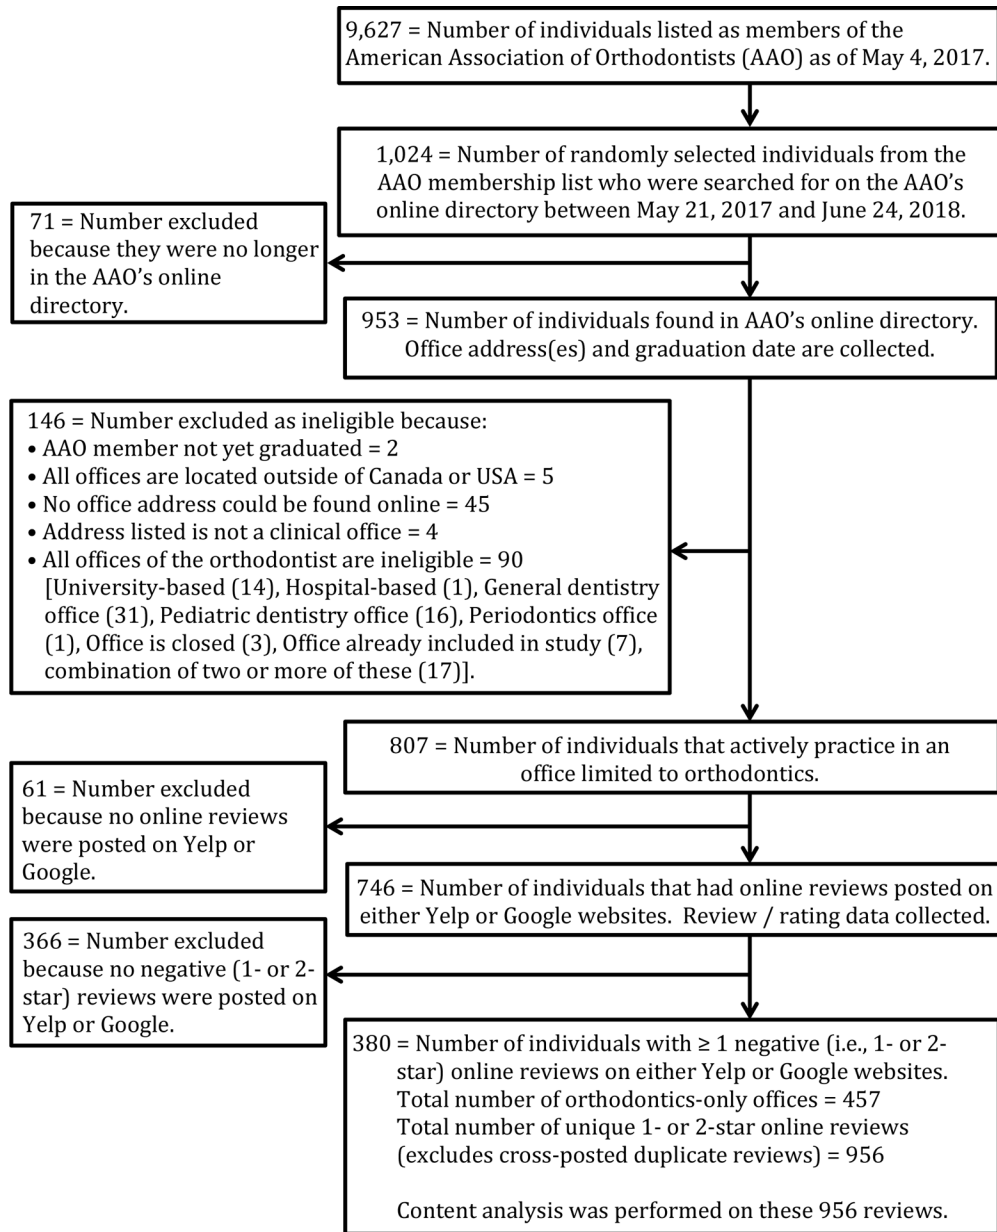 9,627 = Number of individuals listed as members of the
American Association of Orthodontists (AAO) as of May 4, 2017.
1,024 = Number of randomly selected individuals from the
AAO membership list who were searched for on the AAO's
online directory between May 21, 2017 and June 24, 2018.
71 = Number excluded
because they were no longer
in the AAO's online
directory.
953 = Number of individuals found in AAO's online directory.
Office address(es) and graduation date are collected.
146 = Number excluded as ineligible because:
• AAO member not yet graduated = 2
• All offices are located outside of Canada or USA = 5
• No office address could be found online = 45
• Address listed is not a clinical office = 4
• All offices of the orthodontist are ineligible = 90
[University-based (14), Hospital-based (1), General dentistry
office (31), Pediatric dentistry office (16), Periodontics office
(1), Office is closed (3), Office already included in study (7),
combination of two or more of these (17)].
807 = Number of individuals that actively practice in an
office limited to orthodontics.
61 = Number excluded
because no online reviews
were posted on Yelp or
Google.
746 = Number of individuals that had online reviews posted on
either Yelp or Google websites.  Review / rating data collected.
366 = Number excluded
because no negative (1- or 2-
star) reviews were posted on
Yelp or Google.
380 = Number of individuals with ≥ 1 negative (i.e., 1- or 2-
star) online reviews on either Yelp or Google websites.
Total number of orthodontics-only offices = 457
Total number of unique 1- or 2-star online reviews
(excludes cross-posted duplicate reviews) = 956
Content analysis was performed on these 956 reviews.